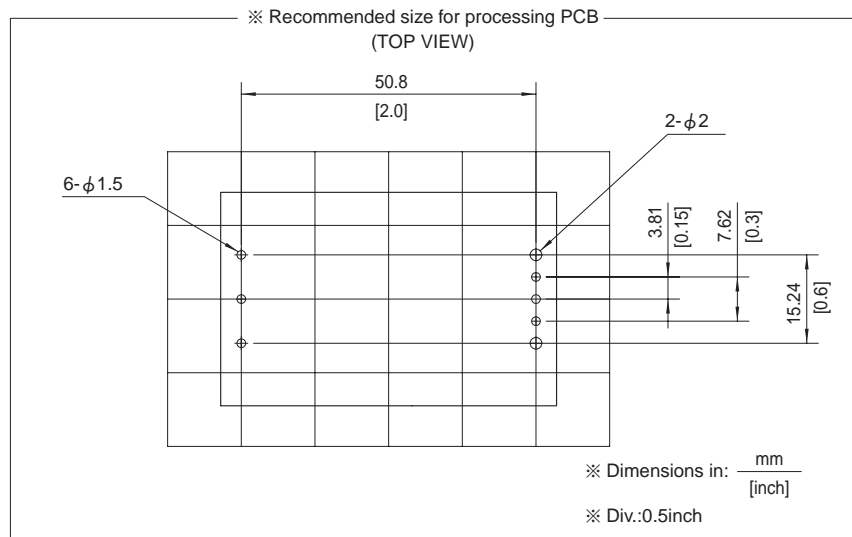 ※ Recommended size for processing PCB
(TOP VIEW)
50.8
[2.0]
2-ϕ2
6-ϕ1.5
3.81
[0.15]
7.62
[0.3]
15.24
[0.6]
※ Dimensions in: mm
[inch]
※ Div.:0.5inch